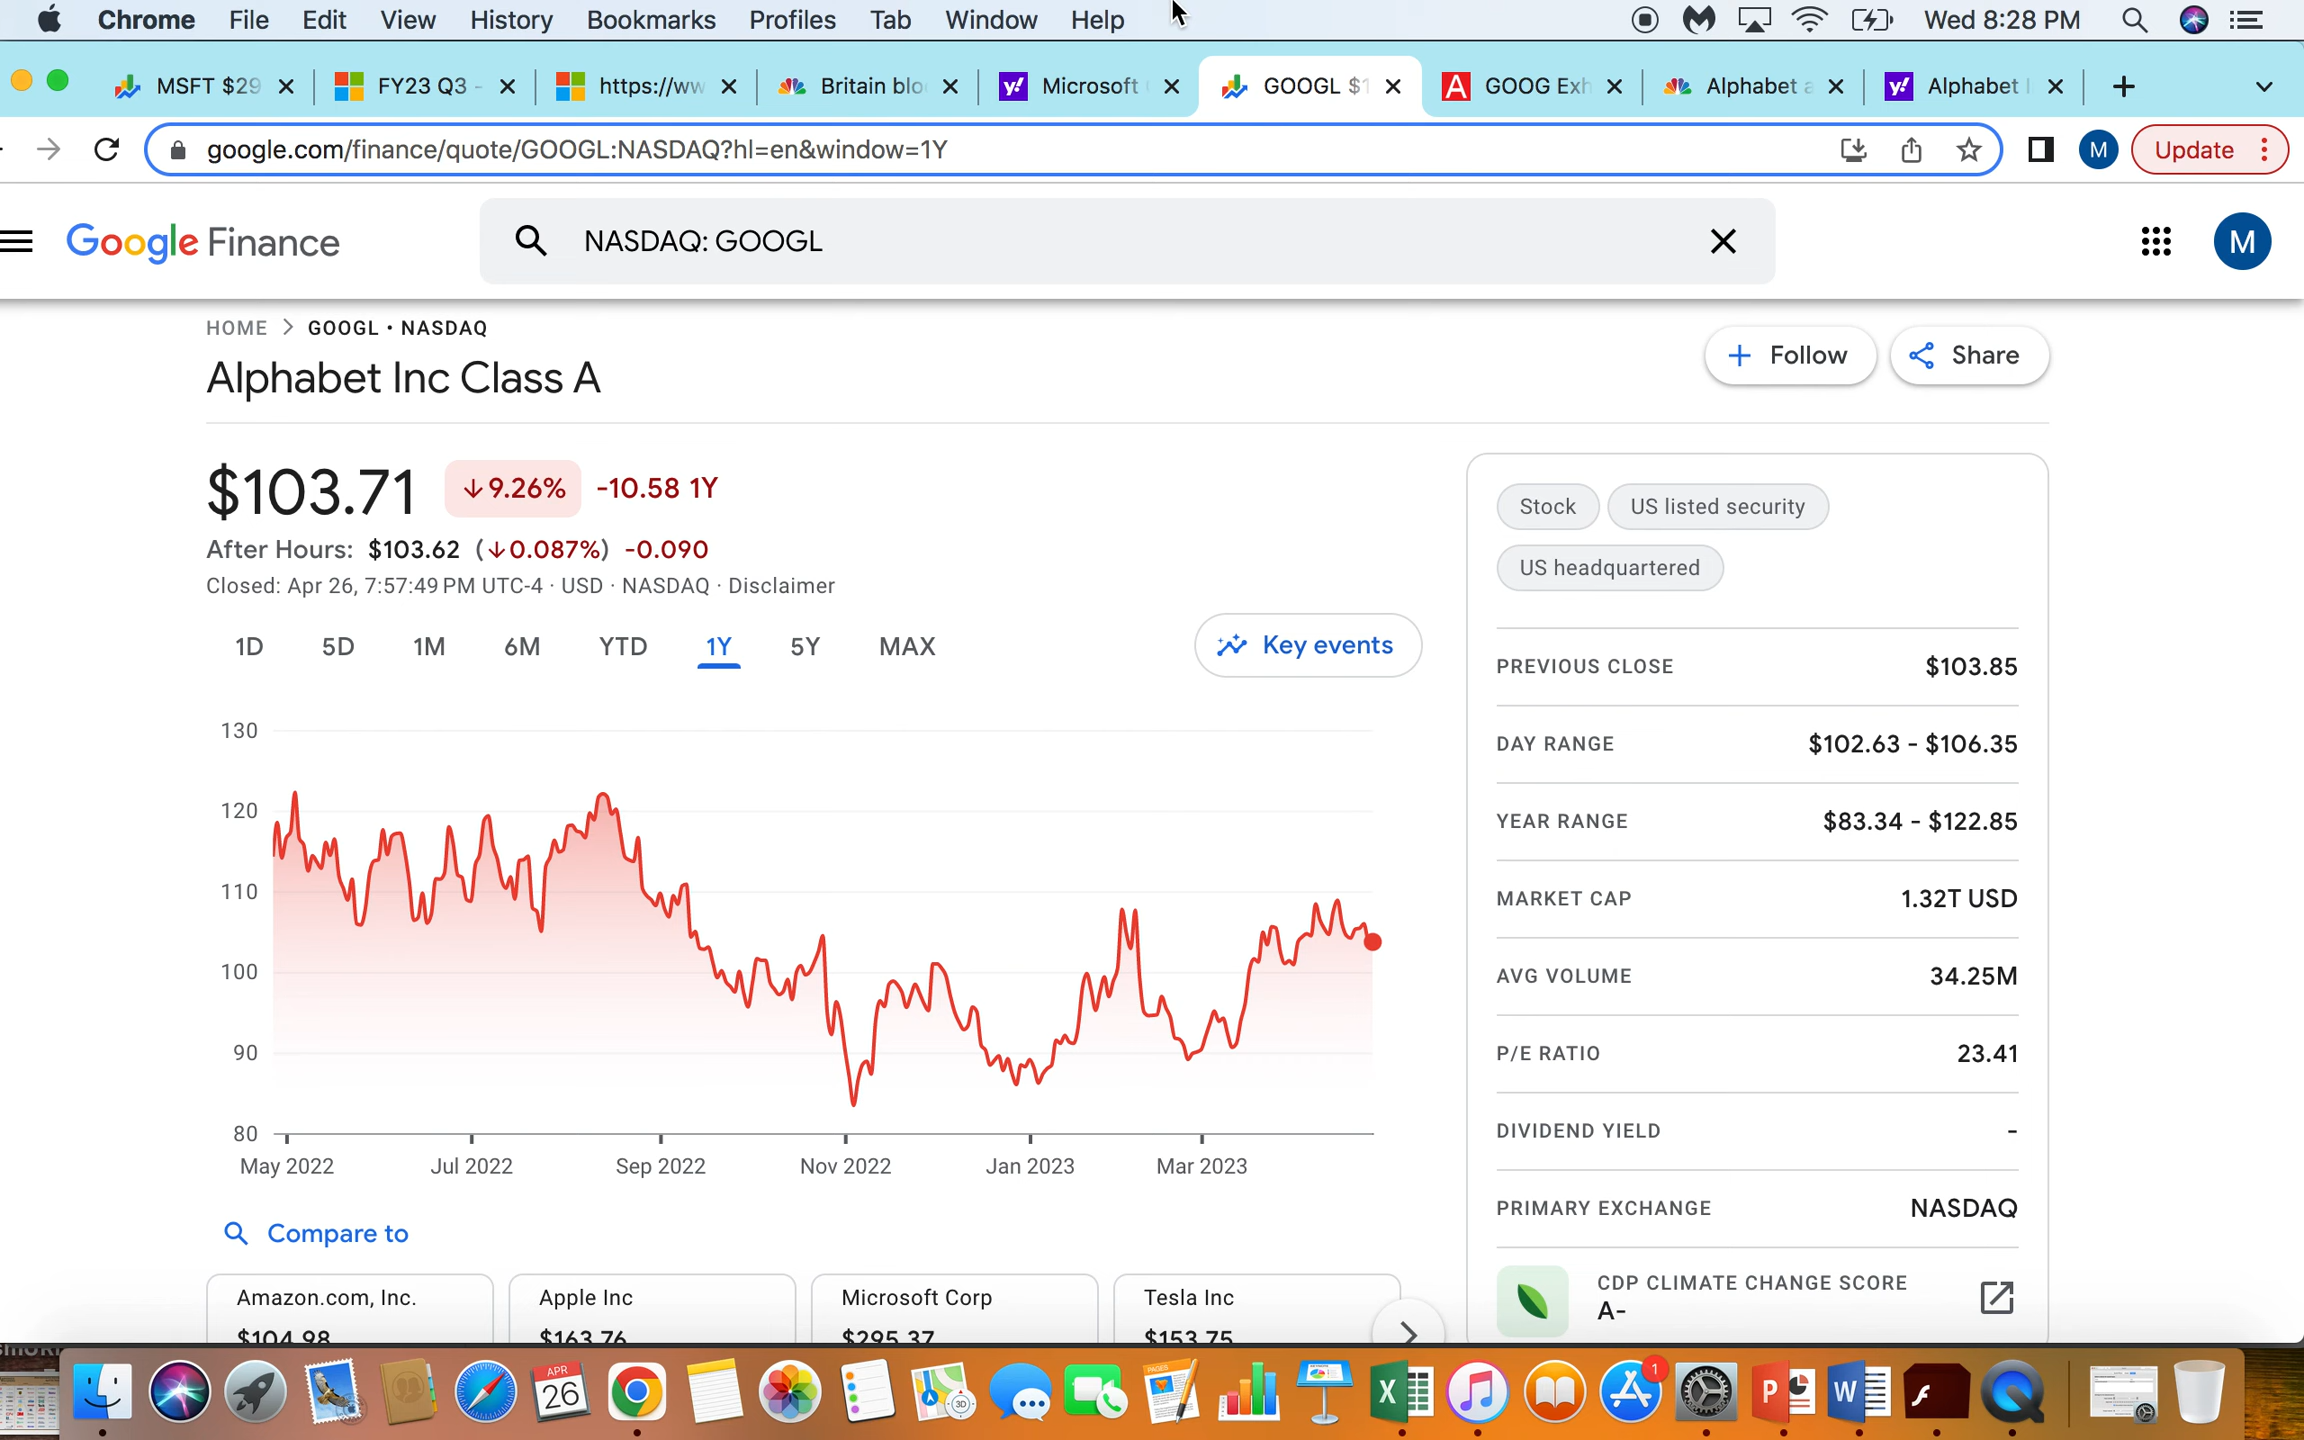 Chrome File Edit View History Bookmarks Profiles Tab Window Help Wed 8:28 PM
MSFT $29 FY23 Q3 - https://ww Britain blo Microsoft GOOGL $1 GOOG Exh Alphabet a Alphabet I
google.com/finance/quote/GOOGL:NASDAQ?hl=en&window=1Y M Update
Google Finance NASDAQ: GOOGL M
HOME > GOOGL • NASDAQ
Alphabet Inc Class A
+ Follow Share
$103.71 ↓9.26% -10.58 1Y
After Hours: $103.62 (↓0.087%) -0.090
Closed: Apr 26, 7:57:49 PM UTC-4 · USD · NASDAQ · Disclaimer
1D 5D 1M 6M YTD 1Y 5Y MAX
Key events
130
120
110
100
90
80
May 2022 Jul 2022 Sep 2022 Nov 2022 Jan 2023 Mar 2023
Compare to
Amazon.com, Inc. Apple Inc Microsoft Corp Tesla Inc
$104.98 $163.76 $295.37 $153.75
Stock US listed security
US headquartered
PREVIOUS CLOSE $103.85
DAY RANGE $102.63 - $106.35
YEAR RANGE $83.34 - $122.85
MARKET CAP 1.32T USD
AVG VOLUME 34.25M
P/E RATIO 23.41
DIVIDEND YIELD -
PRIMARY EXCHANGE NASDAQ
CDP CLIMATE CHANGE SCORE
A-
APR
26
3D
PAGES
X
1
P
W